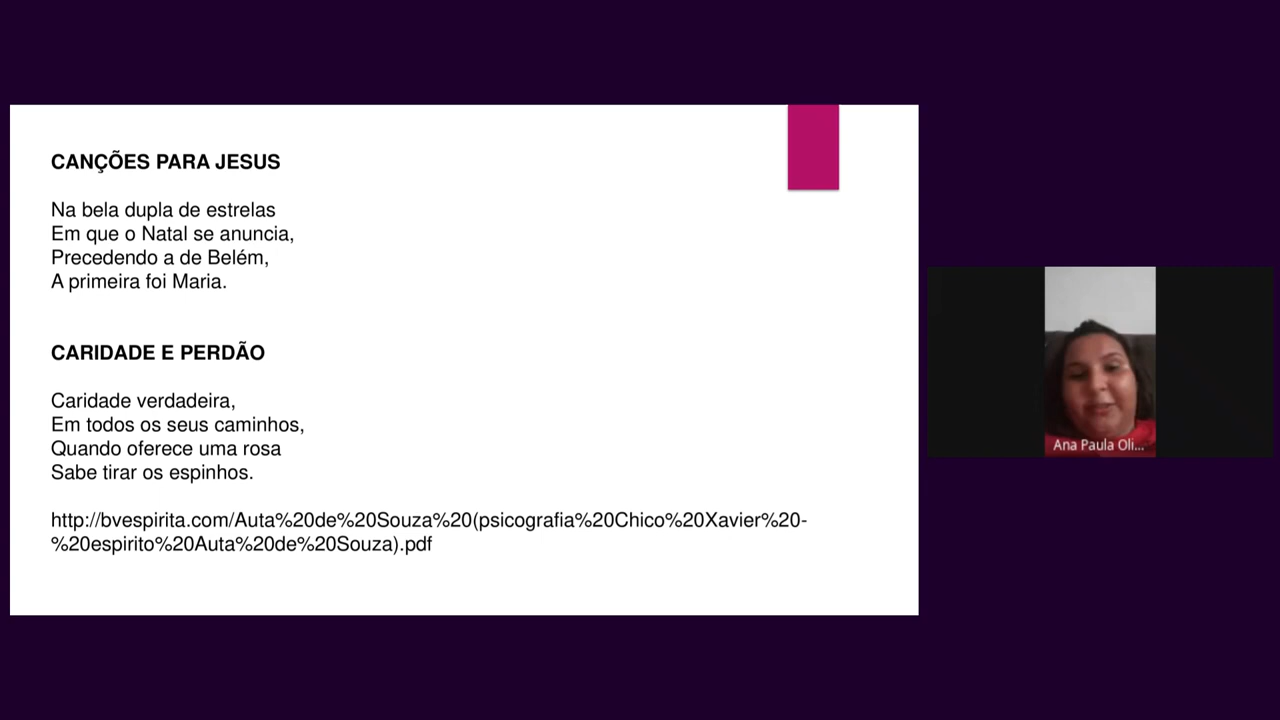 CANÇÕES PARA JESUS
Na bela dupla de estrelas
Em que o Natal se anuncia,
Precedendo a de Belém,
A primeira foi Maria.
CARIDADE E PERDÃO
Caridade verdadeira,
Em todos os seus caminhos,
Quando oferece uma rosa
Sabe tirar os espinhos.
http://bvespirita.com/Auta%20de%20Souza%20(psicografia%20Chico%20Xavier%20-
%20espirito%20Auta%20de%20Souza).pdf
Ana Paula Oli...